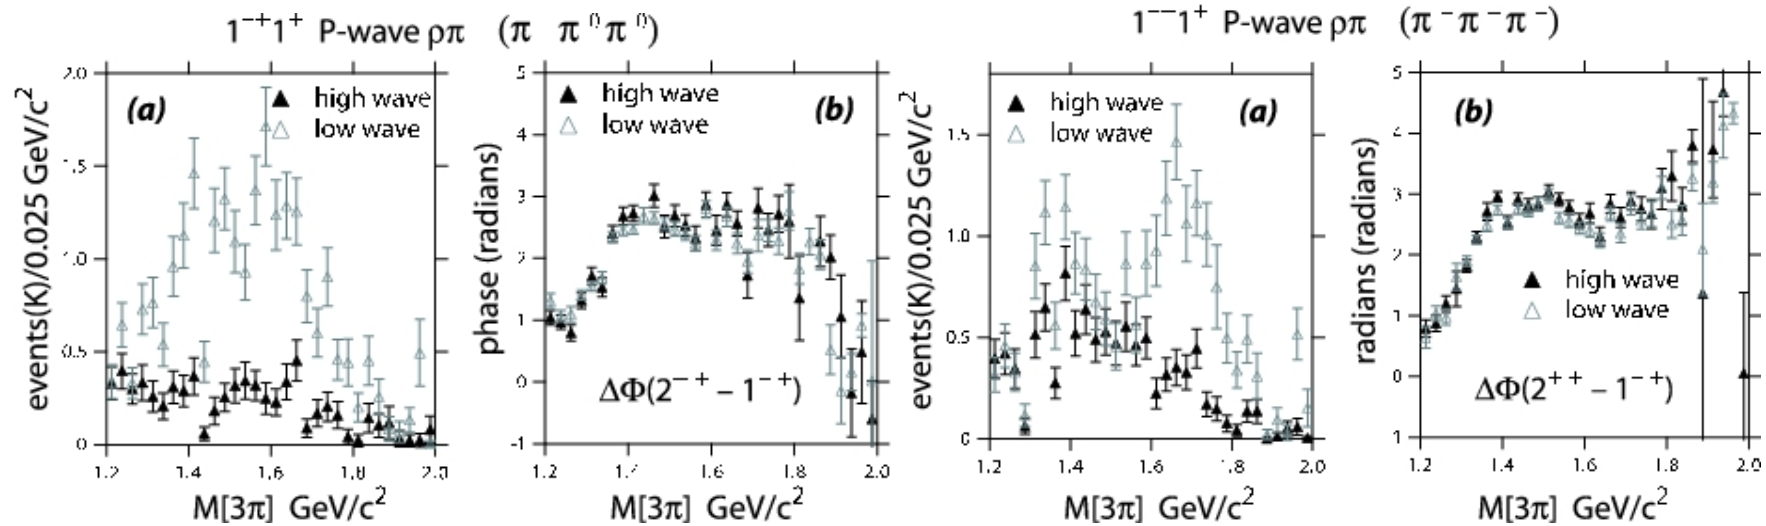 1⁻⁺1⁺ P-wave ρπ (π π⁰π⁰)
1⁻⁻1⁺ P-wave ρπ (π⁻π⁻π⁻)
events(K)/0.025 GeV/c²
2.0
1.5
1.0
0.5
0
(a)
high wave
low wave
1.2 1.4 1.6 1.8 2.0
M[3π] GeV/c²
phase (radians)
5
4
3
2
1
0
-1
high wave
low wave
(b)
ΔΦ(2⁻⁺ – 1⁻⁺)
1.2 1.4 1.6 1.8 2.0
M[3π] GeV/c²
events(K)/0.025 GeV/c²
1.5
1.0
0.5
0
high wave
low wave
(a)
1.2 1.4 1.6 1.8 2.0
M[3π] GeV/c²
radians (radians)
5
4
3
2
1
0
1
(b)
high wave
low wave
ΔΦ(2⁺⁺ – 1⁻⁺)
1.2 1.4 1.6 1.8 2.0
M[3π] GeV/c²